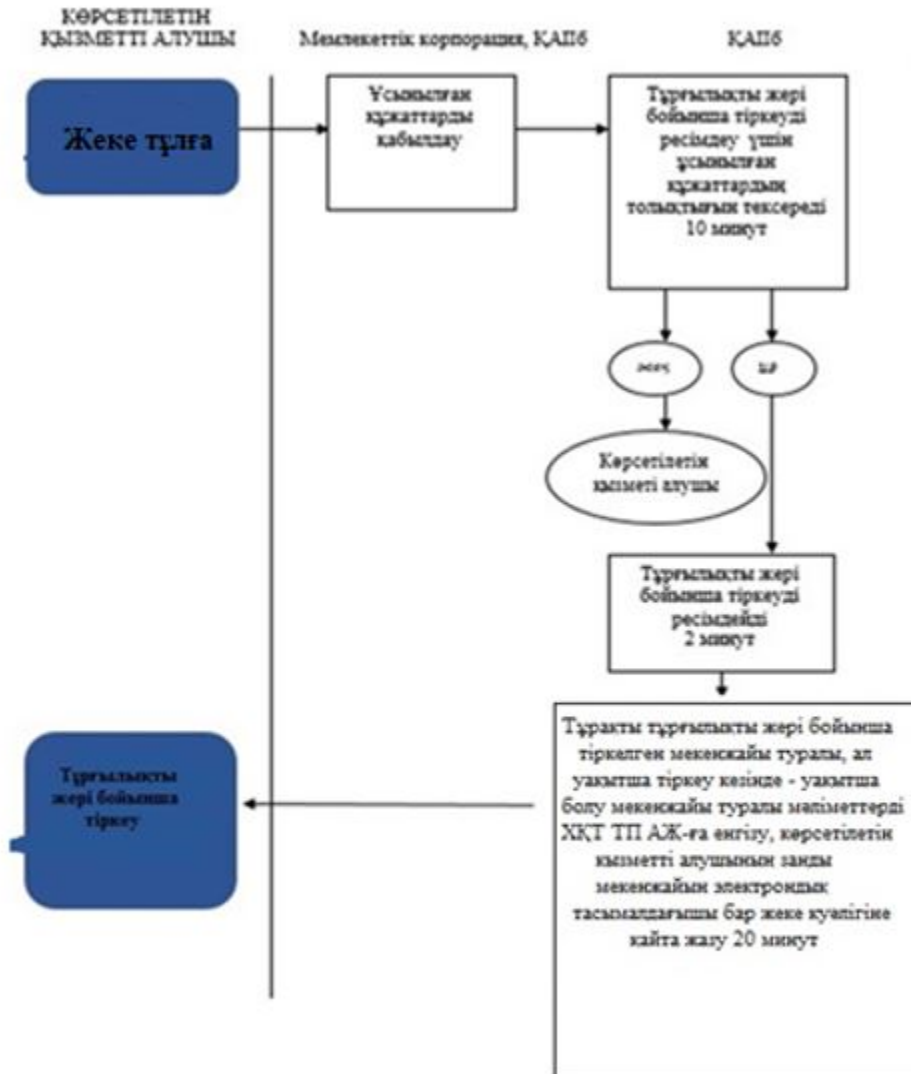 КӨРСЕТІЛЕТІН
ҚЫЗМЕТТІ АЛУШЫ
Мемлекеттік корпорация, ҚАПб
ҚАПб
Жеке тұлға
Ұсынылған
құжаттарды
қабылдау
Тұрғылықты жері
бойынша тіркеуді
ресімдеу үшін
ұсынылған
құжаттардың
толықтығын тексереді
10 минут
Көрсетілетін
қызметі алушы
Тұрғылықты жері
бойынша тіркеуді
ресімдейді
2 минут
Тұрғылықты
жері бойынша
тіркеу
Тұрақты тұрғылықты жері бойынша
тіркелген мекенжайы туралы, ал
уақытша тіркеу кезінде - уақытша
болу мекенжайы туралы мәліметтерді
ХҚТ ТП АЖ-ға енгізу, көрсетілетін
қызметті алушының заңды
мекенжайын электрондық
тасымалдағышы бар жеке куәлігіне
қайта жазу 20 минут